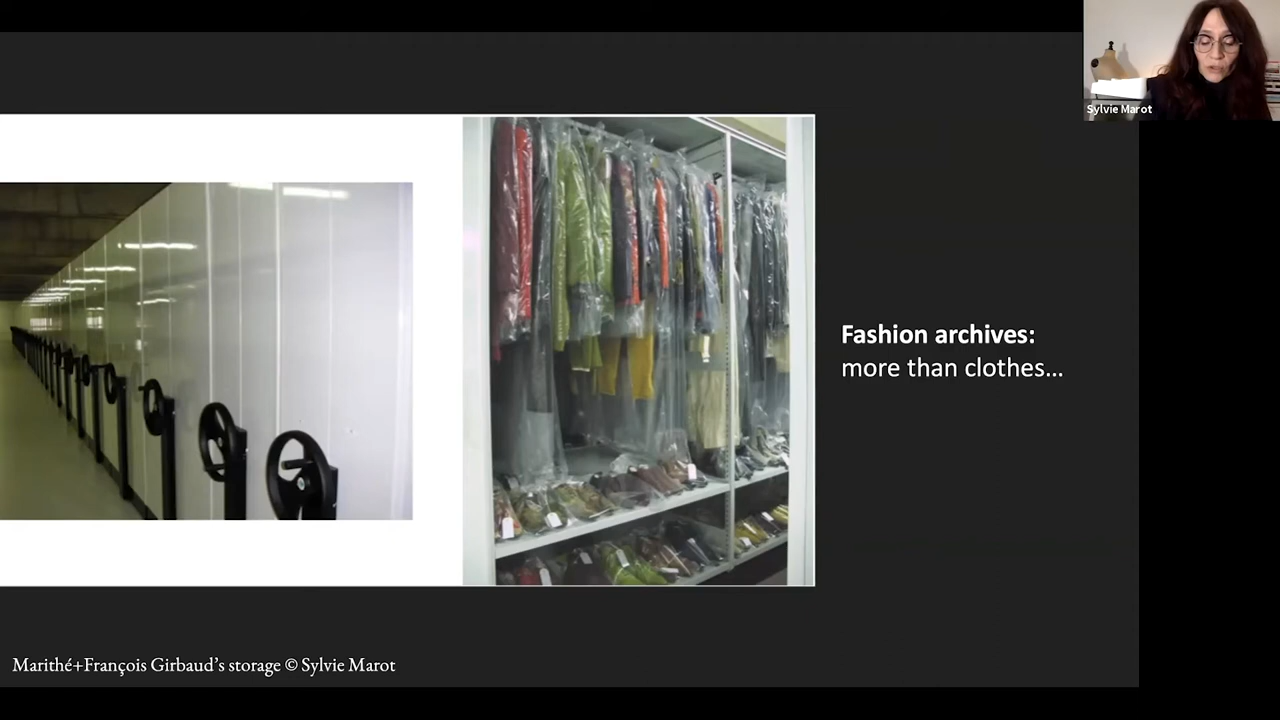 Sylvie Marot
Fashion archives:
more than clothes...
Marithé+François Girbaud's storage © Sylvie Marot